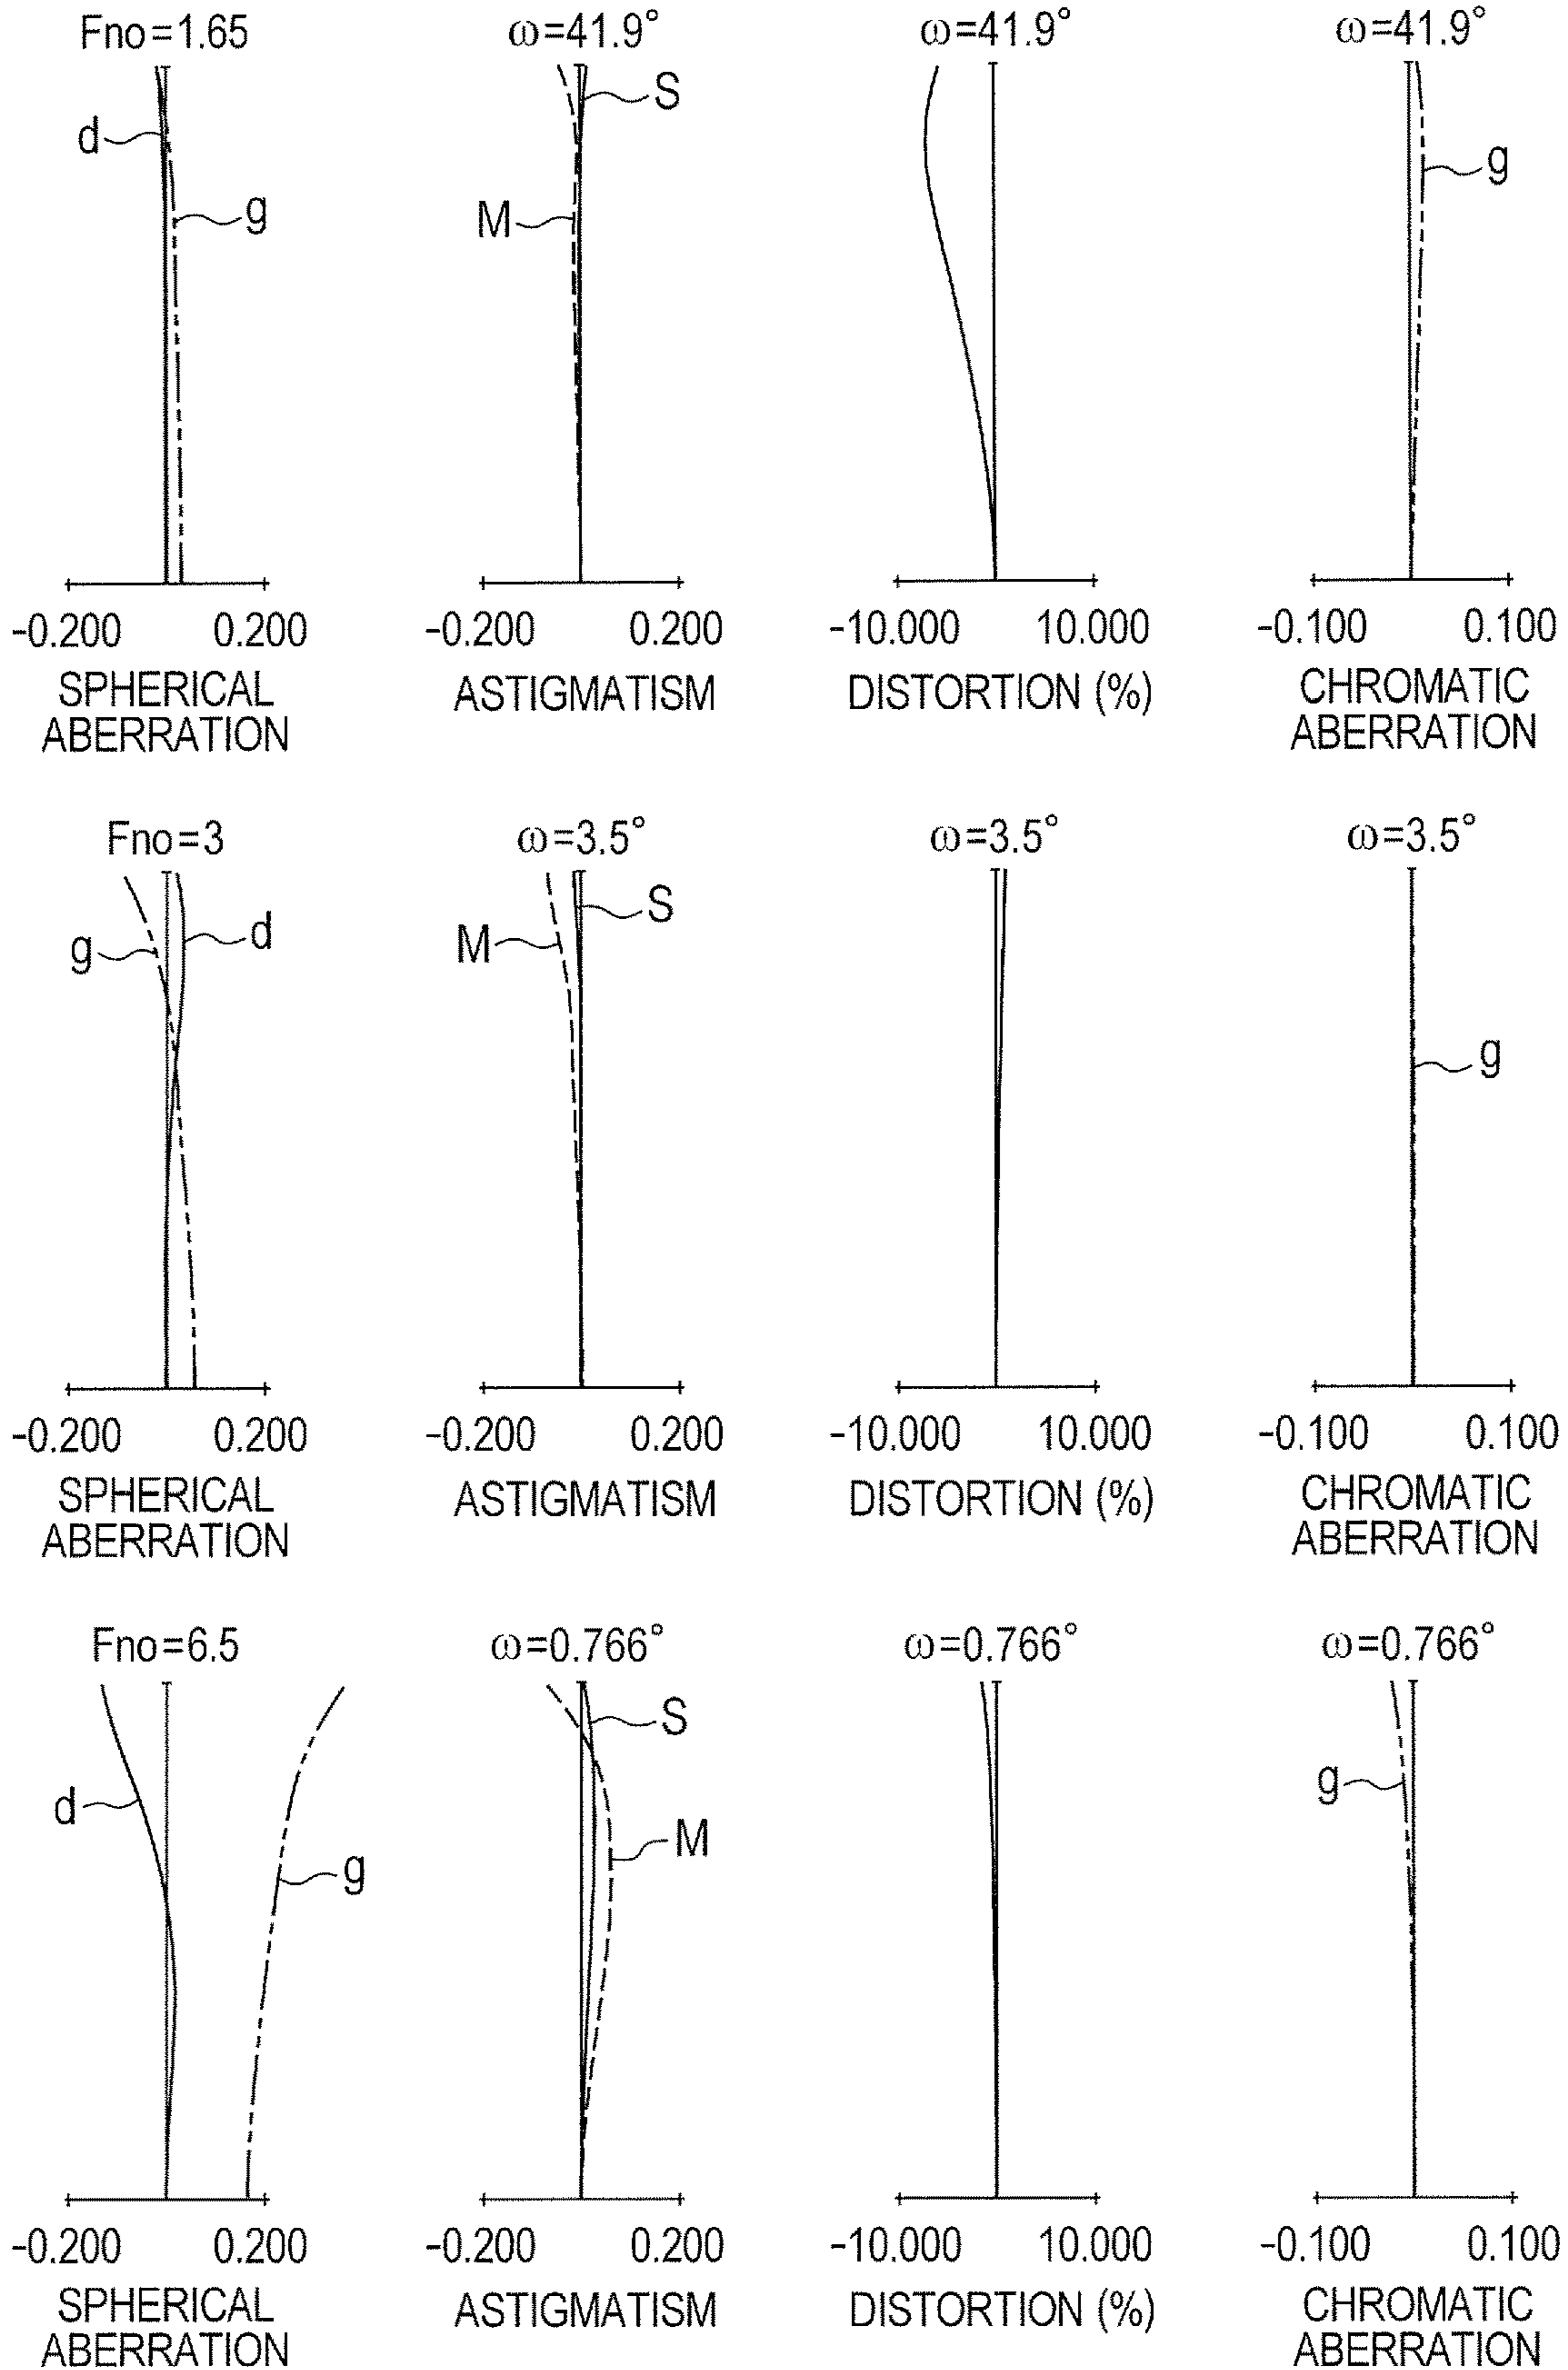 Fno=1.65
ω=41.9°
ω=41.9°
ω=41.9°
d
g
S
M
g
-0.200 0.200
-0.200 0.200
-10.000 10.000
-0.100 0.100
SPHERICAL
ABERRATION
ASTIGMATISM
DISTORTION (%)
CHROMATIC
ABERRATION
Fno=3
ω=3.5°
ω=3.5°
ω=3.5°
g
d
M
S
g
-0.200 0.200
-0.200 0.200
-10.000 10.000
-0.100 0.100
SPHERICAL
ABERRATION
ASTIGMATISM
DISTORTION (%)
CHROMATIC
ABERRATION
Fno=6.5
ω=0.766°
ω=0.766°
ω=0.766°
d
g
S
M
g
-0.200 0.200
-0.200 0.200
-10.000 10.000
-0.100 0.100
SPHERICAL
ABERRATION
ASTIGMATISM
DISTORTION (%)
CHROMATIC
ABERRATION